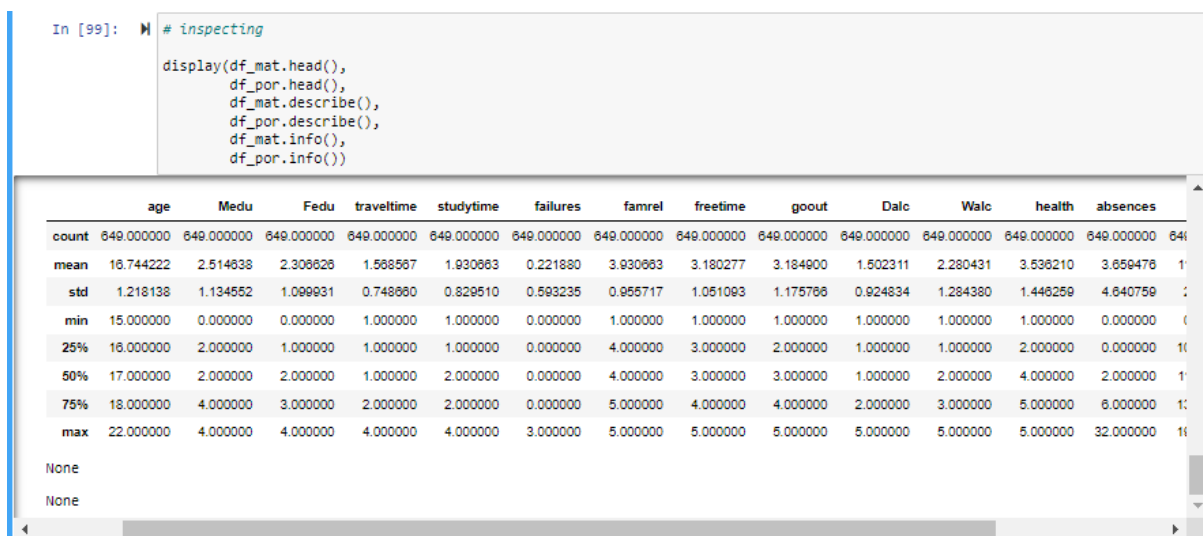 In [99]: # inspecting
display(df_mat.head(),
df_por.head(),
df_mat.describe(),
df_por.describe(),
df_mat.info(),
df_por.info())
age Medu Fedu traveltime studytime failures famrel freetime goout Dalc Walc health absences
count 649.000000 649.000000 649.000000 649.000000 649.000000 649.000000 649.000000 649.000000 649.000000 649.000000 649.000000 649.000000 649.000000
mean 16.744222 2.514638 2.306626 1.568567 1.930663 0.221880 3.930663 3.180277 3.184900 1.502311 2.280431 3.536210 3.659476
std 1.218138 1.134552 1.099931 0.748660 0.829510 0.593235 0.955717 1.051093 1.175766 0.924834 1.284380 1.446259 4.640759
min 15.000000 0.000000 0.000000 1.000000 1.000000 0.000000 1.000000 1.000000 1.000000 1.000000 1.000000 1.000000 0.000000
25% 16.000000 2.000000 1.000000 1.000000 1.000000 0.000000 4.000000 3.000000 2.000000 1.000000 1.000000 2.000000 0.000000
50% 17.000000 2.000000 2.000000 1.000000 2.000000 0.000000 4.000000 3.000000 3.000000 1.000000 2.000000 4.000000 2.000000
75% 18.000000 4.000000 3.000000 2.000000 2.000000 0.000000 5.000000 4.000000 4.000000 2.000000 3.000000 5.000000 6.000000
max 22.000000 4.000000 4.000000 4.000000 4.000000 3.000000 5.000000 5.000000 5.000000 5.000000 5.000000 5.000000 32.000000
None
None